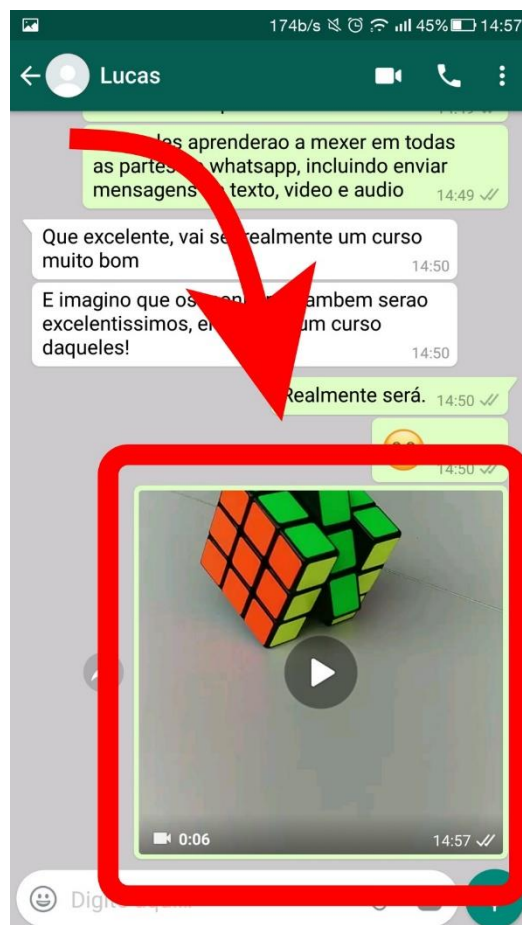 174b/s 45% 14:57
Lucas
les aprenderao a mexer em todas
as partes whatsapp, incluindo enviar
mensagens texto, video e audio 14:49
Que excelente, vai ser realmente um curso
muito bom 14:50
E imagino que os tambem serao
excelentissimos, um curso
daqueles! 14:50
Realmente será. 14:50
14:50
0:06 14:57